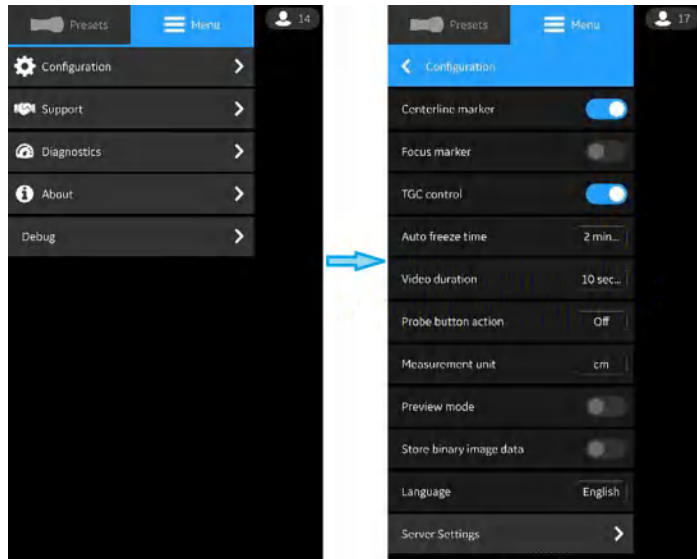 Presets
Menu
14
Configuration
Support
Diagnostics
About
Debug
Presets
Menu
17
Configuration
Centerline marker
Focus marker
TGC control
Auto freeze time
2 min...
Video duration
10 sec...
Probe button action
Off
Measurement unit
cm
Preview mode
Store binary image data
Language
English
Server Settings